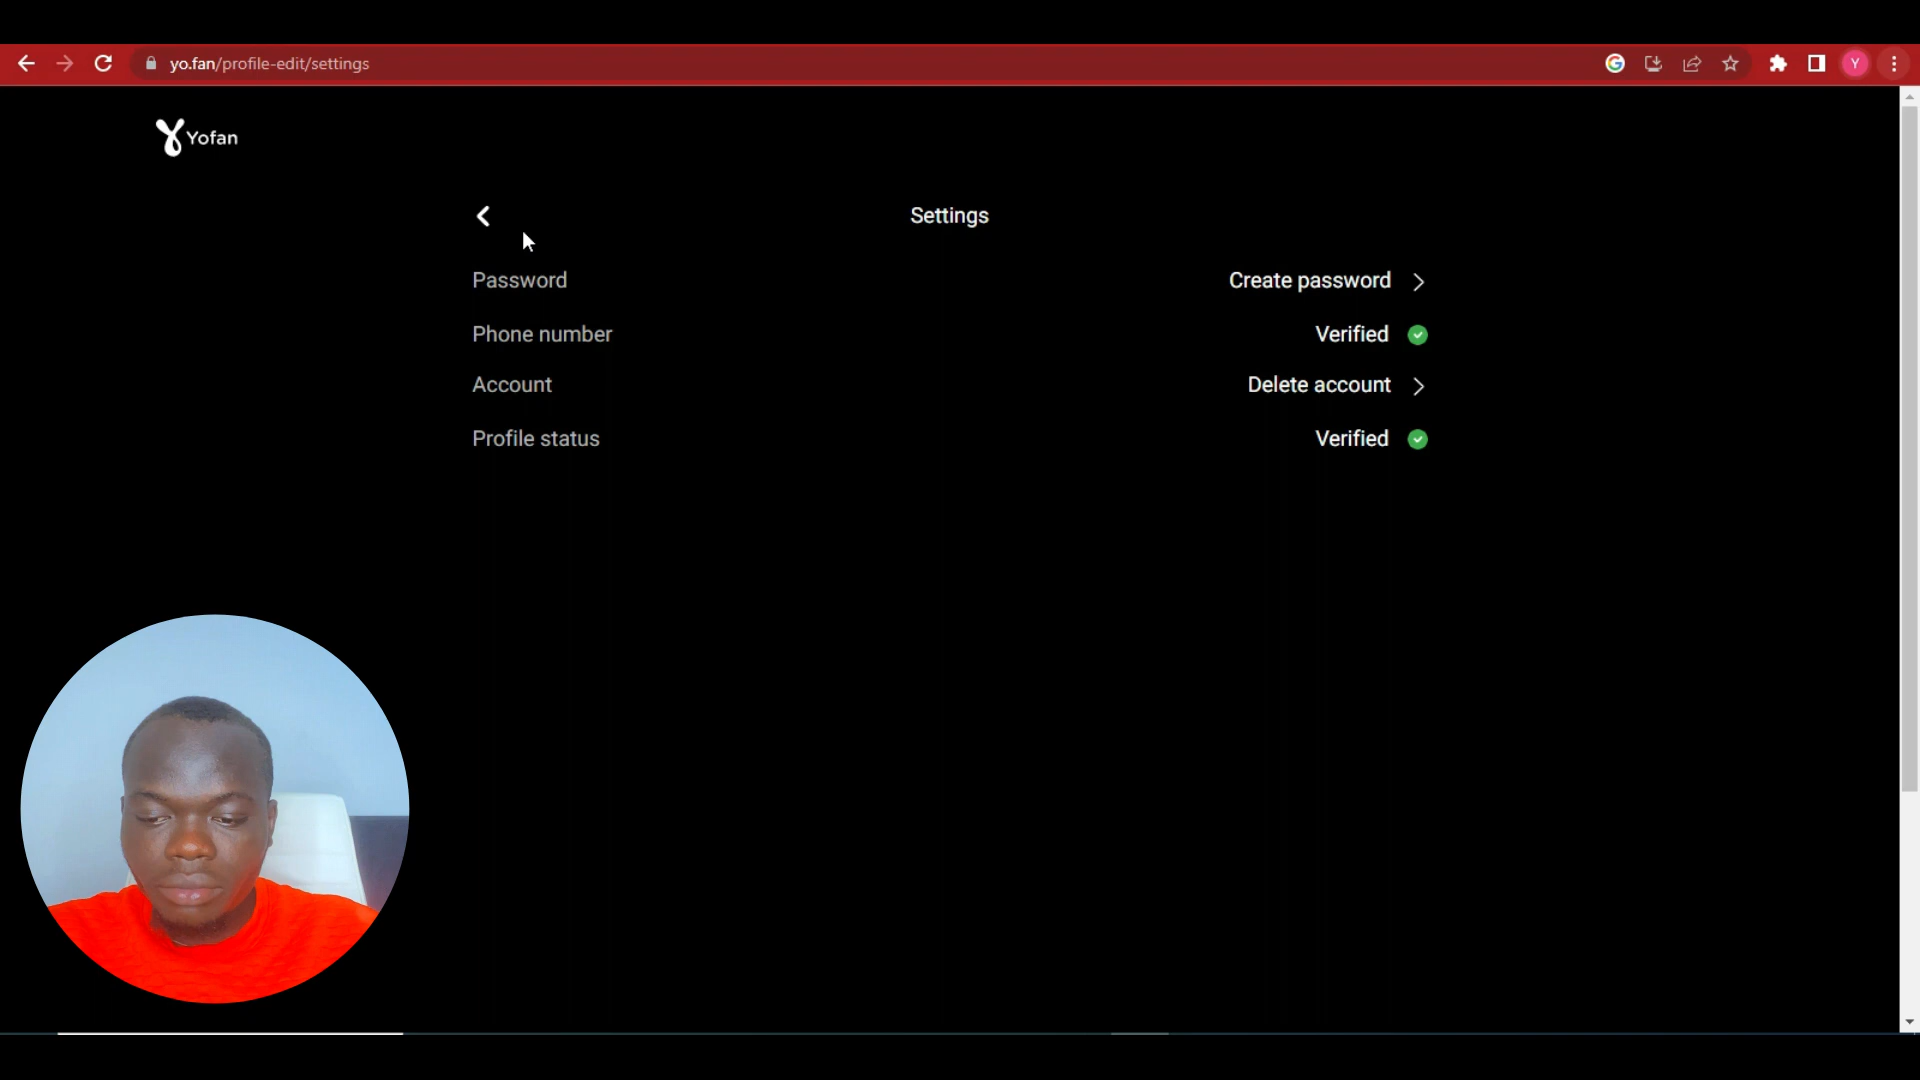 yo.fan/profile-edit/settings
Y
Yofan
Settings
Password Create password
Phone number Verified
Account Delete account
Profile status Verified